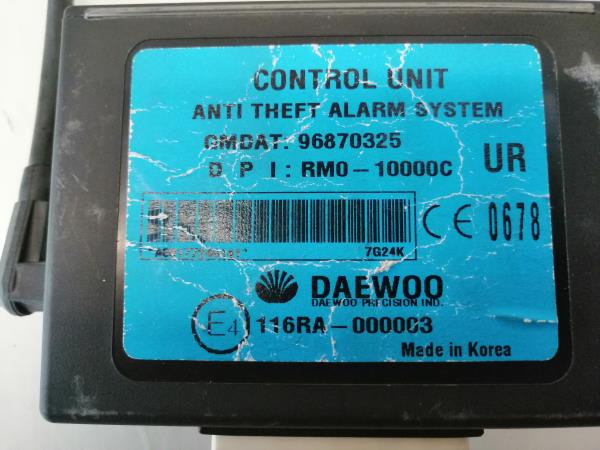 CONTROL UNIT
ANTI THEFT ALARM SYSTEM
GMDAT: 96870325
D P I : RM0-10000C
UR
7G24K
CE 0678
DAEWOO
DAEWOO PRECISION IND.
E4 116RA-000003
Made in Korea